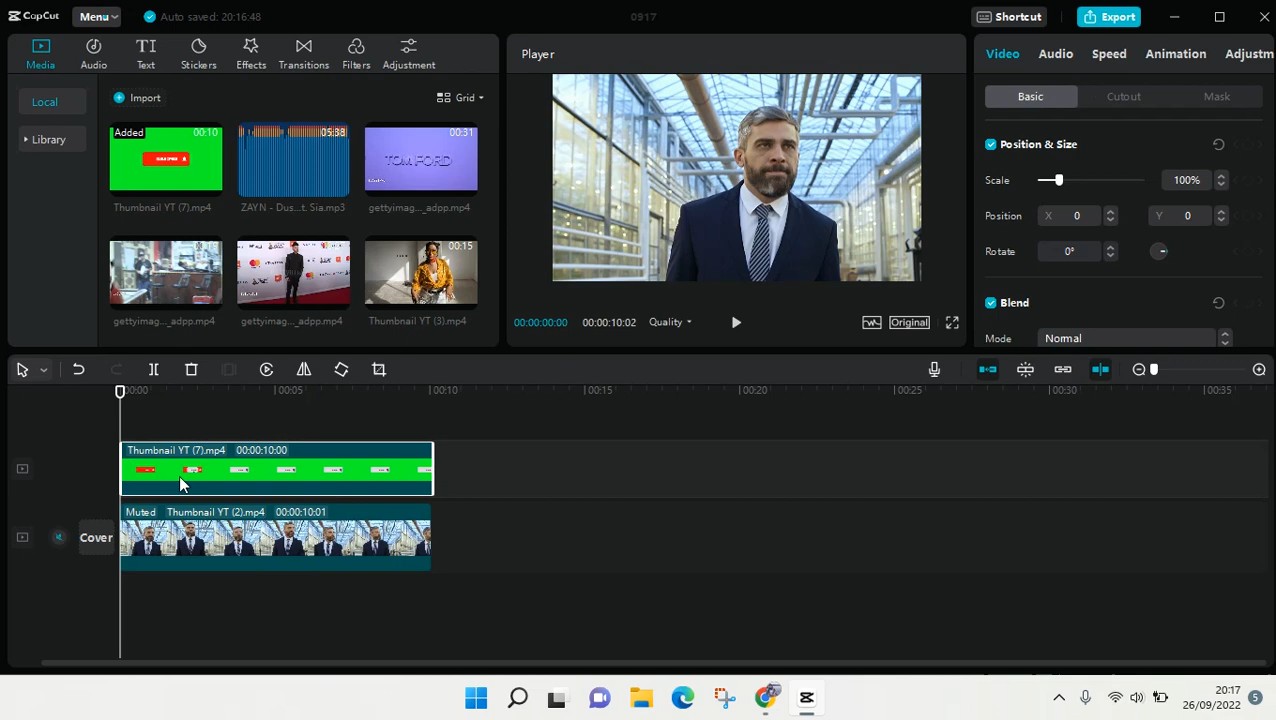 CapCut Menu Auto saved: 20:16:48 0917 Shortcut Export
Media Audio Text Stickers Effects Transitions Filters Adjustment
Player
Video Audio Speed Animation Adjustm
Local
Library
Import
Grid
Basic Cutout Mask
Added 00:10
05:38
00:31
TOM FORD
Thumbnail YT (7).mp4
ZAYN - Dus...t. Sia.mp3
gettyimag..._adpp.mp4
00:15
gettyimag..._adpp.mp4
gettyimag..._adpp.mp4
Thumbnail YT (3).mp4
Position & Size
Scale 100%
Position X 0 Y 0
Rotate 0°
Blend
Mode Normal
00:00:00:00 00:00:10:02 Quality Original
00:00 00:05 00:10 00:15 00:20 00:25 00:30 00:35
Thumbnail YT (7).mp4 00:00:10:00
Muted Thumbnail YT (2).mp4 00:00:10:01
Cover
20:17
26/09/2022
5